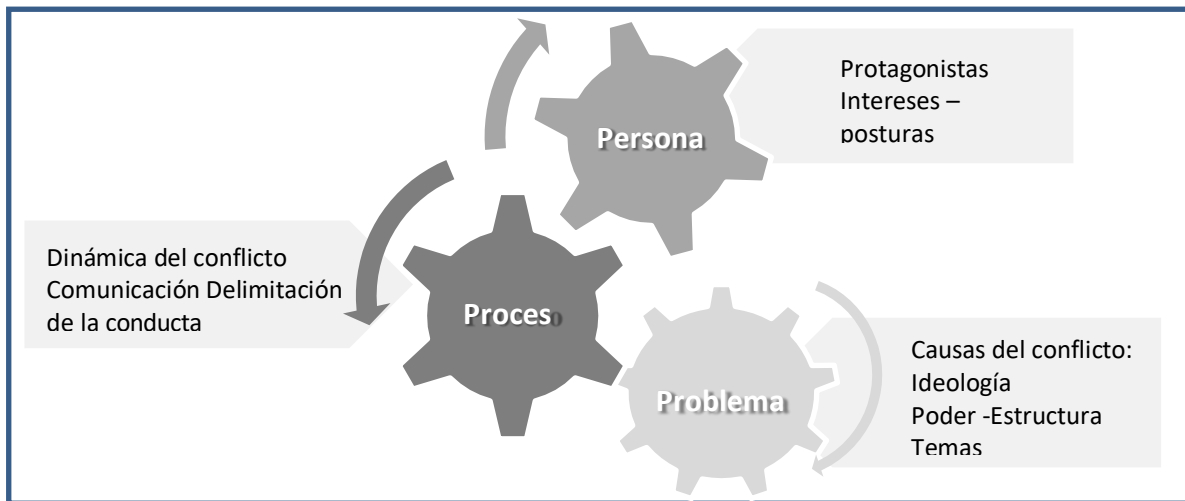 Persona
Protagonistas
Intereses –
posturas
Dinámica del conflicto
Comunicación Delimitación
de la conducta
Proceso
Problema
Causas del conflicto:
Ideología
Poder -Estructura
Temas